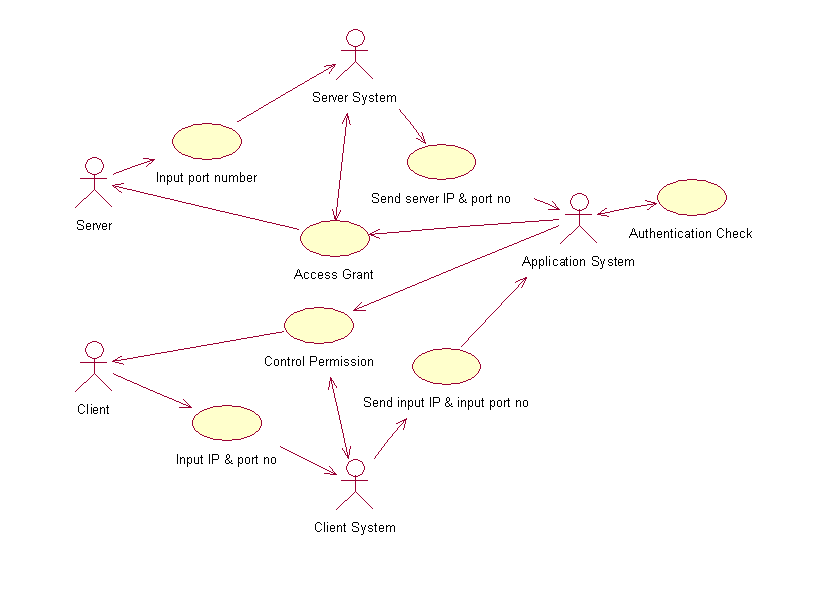 Server System
Input port number
Send server IP & port no
Server
Authentication Check
Application System
Access Grant
Control Permission
Send input IP & input port no
Client
Input IP & port no
Client System